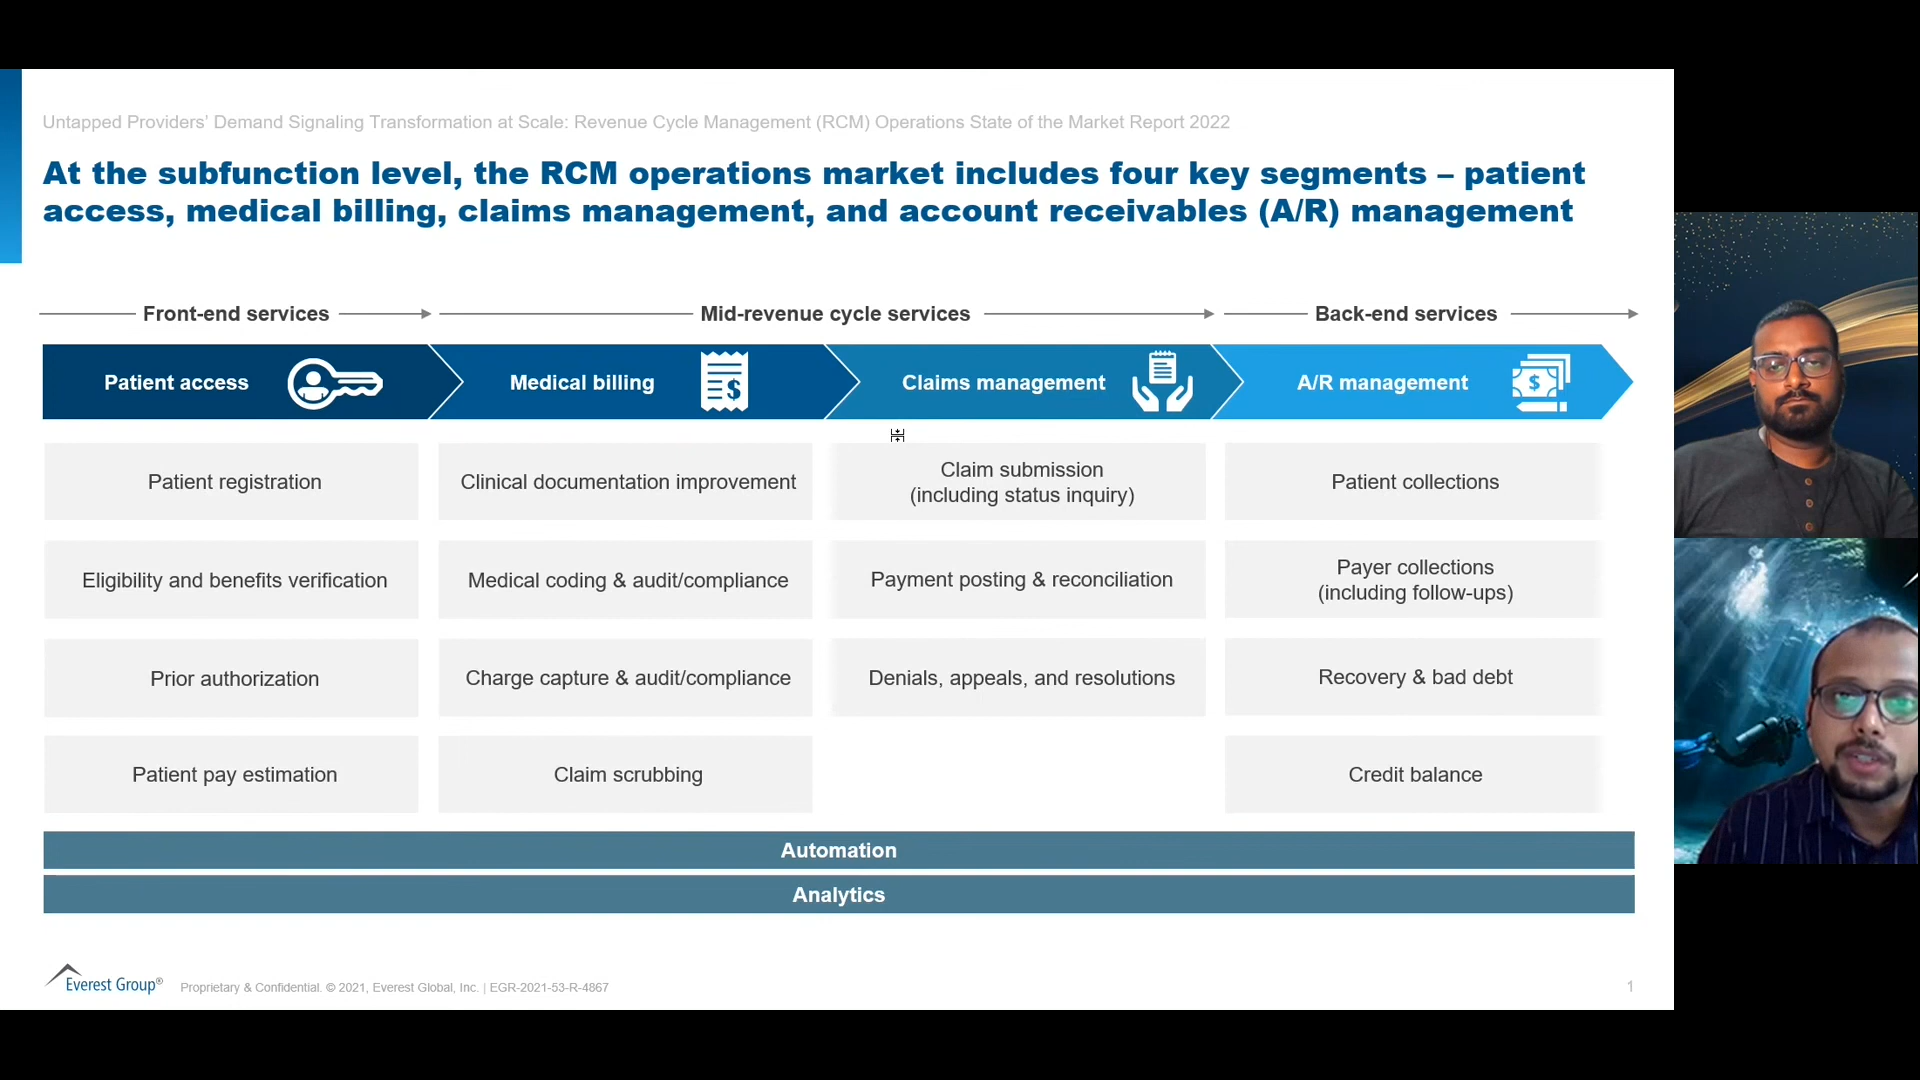 Untapped Providers' Demand Signaling Transformation at Scale: Revenue Cycle Management (RCM) Operations State of the Market Report 2022
At the subfunction level, the RCM operations market includes four key segments – patient
access, medical billing, claims management, and account receivables (A/R) management
Front-end services
Mid-revenue cycle services
Back-end services
Patient access
Medical billing
$
Claims management
A/R management
$
Patient registration
Clinical documentation improvement
Claim submission
(including status inquiry)
Patient collections
Eligibility and benefits verification
Medical coding & audit/compliance
Payment posting & reconciliation
Payer collections
(including follow-ups)
Prior authorization
Charge capture & audit/compliance
Denials, appeals, and resolutions
Recovery & bad debt
Patient pay estimation
Claim scrubbing
Credit balance
Automation
Analytics
Everest Group®
Proprietary & Confidential. © 2021, Everest Global, Inc. | EGR-2021-53-R-4867
1